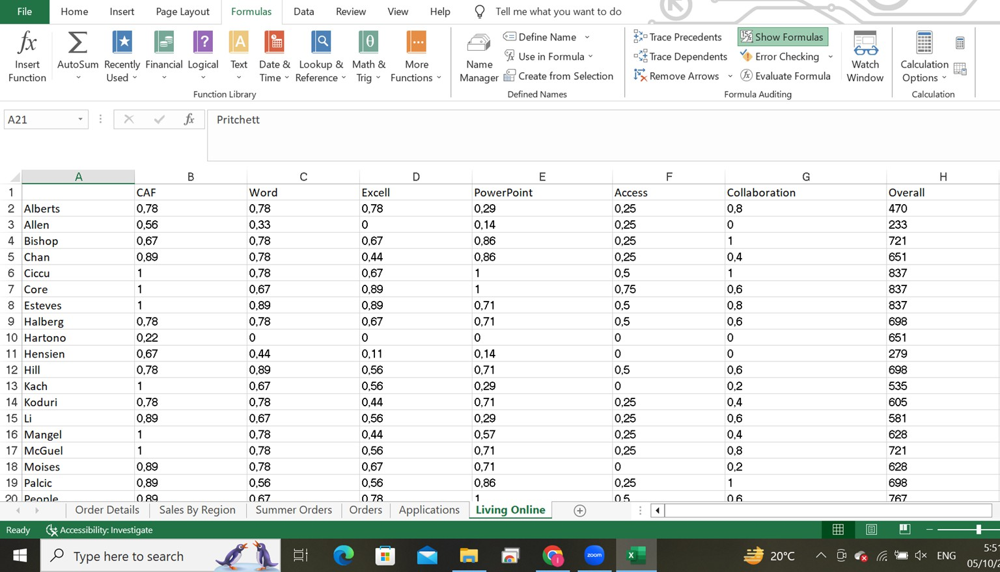 File Home Insert Page Layout Formulas Data Review View Help Tell me what you want to do
Insert Function
AutoSum
Recently Used
Financial
Logical
Text
Date & Time
Lookup & Reference
Math & Trig
More Functions
Function Library
Name Manager
Define Name
Use in Formula
Create from Selection
Defined Names
Trace Precedents
Trace Dependents
Remove Arrows
Show Formulas
Error Checking
Evaluate Formula
Formula Auditing
Watch Window
Calculation Options
Calculation
A21 fx Pritchett
A B C D E F G H
1 CAF Word Excell PowerPoint Access Collaboration Overall
2 Alberts 0,78 0,78 0,78 0,29 0,25 0,8 470
3 Allen 0,56 0,33 0 0,14 0,25 0 233
4 Bishop 0,67 0,78 0,67 0,86 0,25 1 721
5 Chan 0,89 0,78 0,44 0,86 0,25 0,4 651
6 Ciccu 1 0,78 0,67 1 0,5 1 837
7 Core 1 0,67 0,89 1 0,75 0,6 837
8 Esteves 1 0,89 0,89 0,71 0,5 0,8 837
9 Halberg 0,78 0,78 0,67 0,71 0,5 0,6 698
10 Hartono 0,22 0 0 0 0 0 651
11 Hensien 0,67 0,44 0,11 0,14 0 0 279
12 Hill 0,78 0,89 0,56 0,71 0,5 0,6 698
13 Kach 1 0,67 0,56 0,29 0 0,2 535
14 Koduri 0,78 0,78 0,44 0,71 0,25 0,4 605
15 Li 0,89 0,67 0,56 0,29 0,25 0,6 581
16 Mangel 1 0,78 0,44 0,57 0,25 0,4 628
17 McGuel 1 0,78 0,56 0,71 0,25 0,8 721
18 Moises 0,89 0,78 0,67 0,71 0 0,2 628
19 Palcic 0,89 0,56 0,56 0,86 0,25 1 698
20 People 0,89 0,67 0,78 1 0,5 0,6 767
Order Details Sales By Region Summer Orders Orders Applications Living Online
Ready Accessibility: Investigate
Type here to search zoom 20°C ENG 5:51
05/10/2